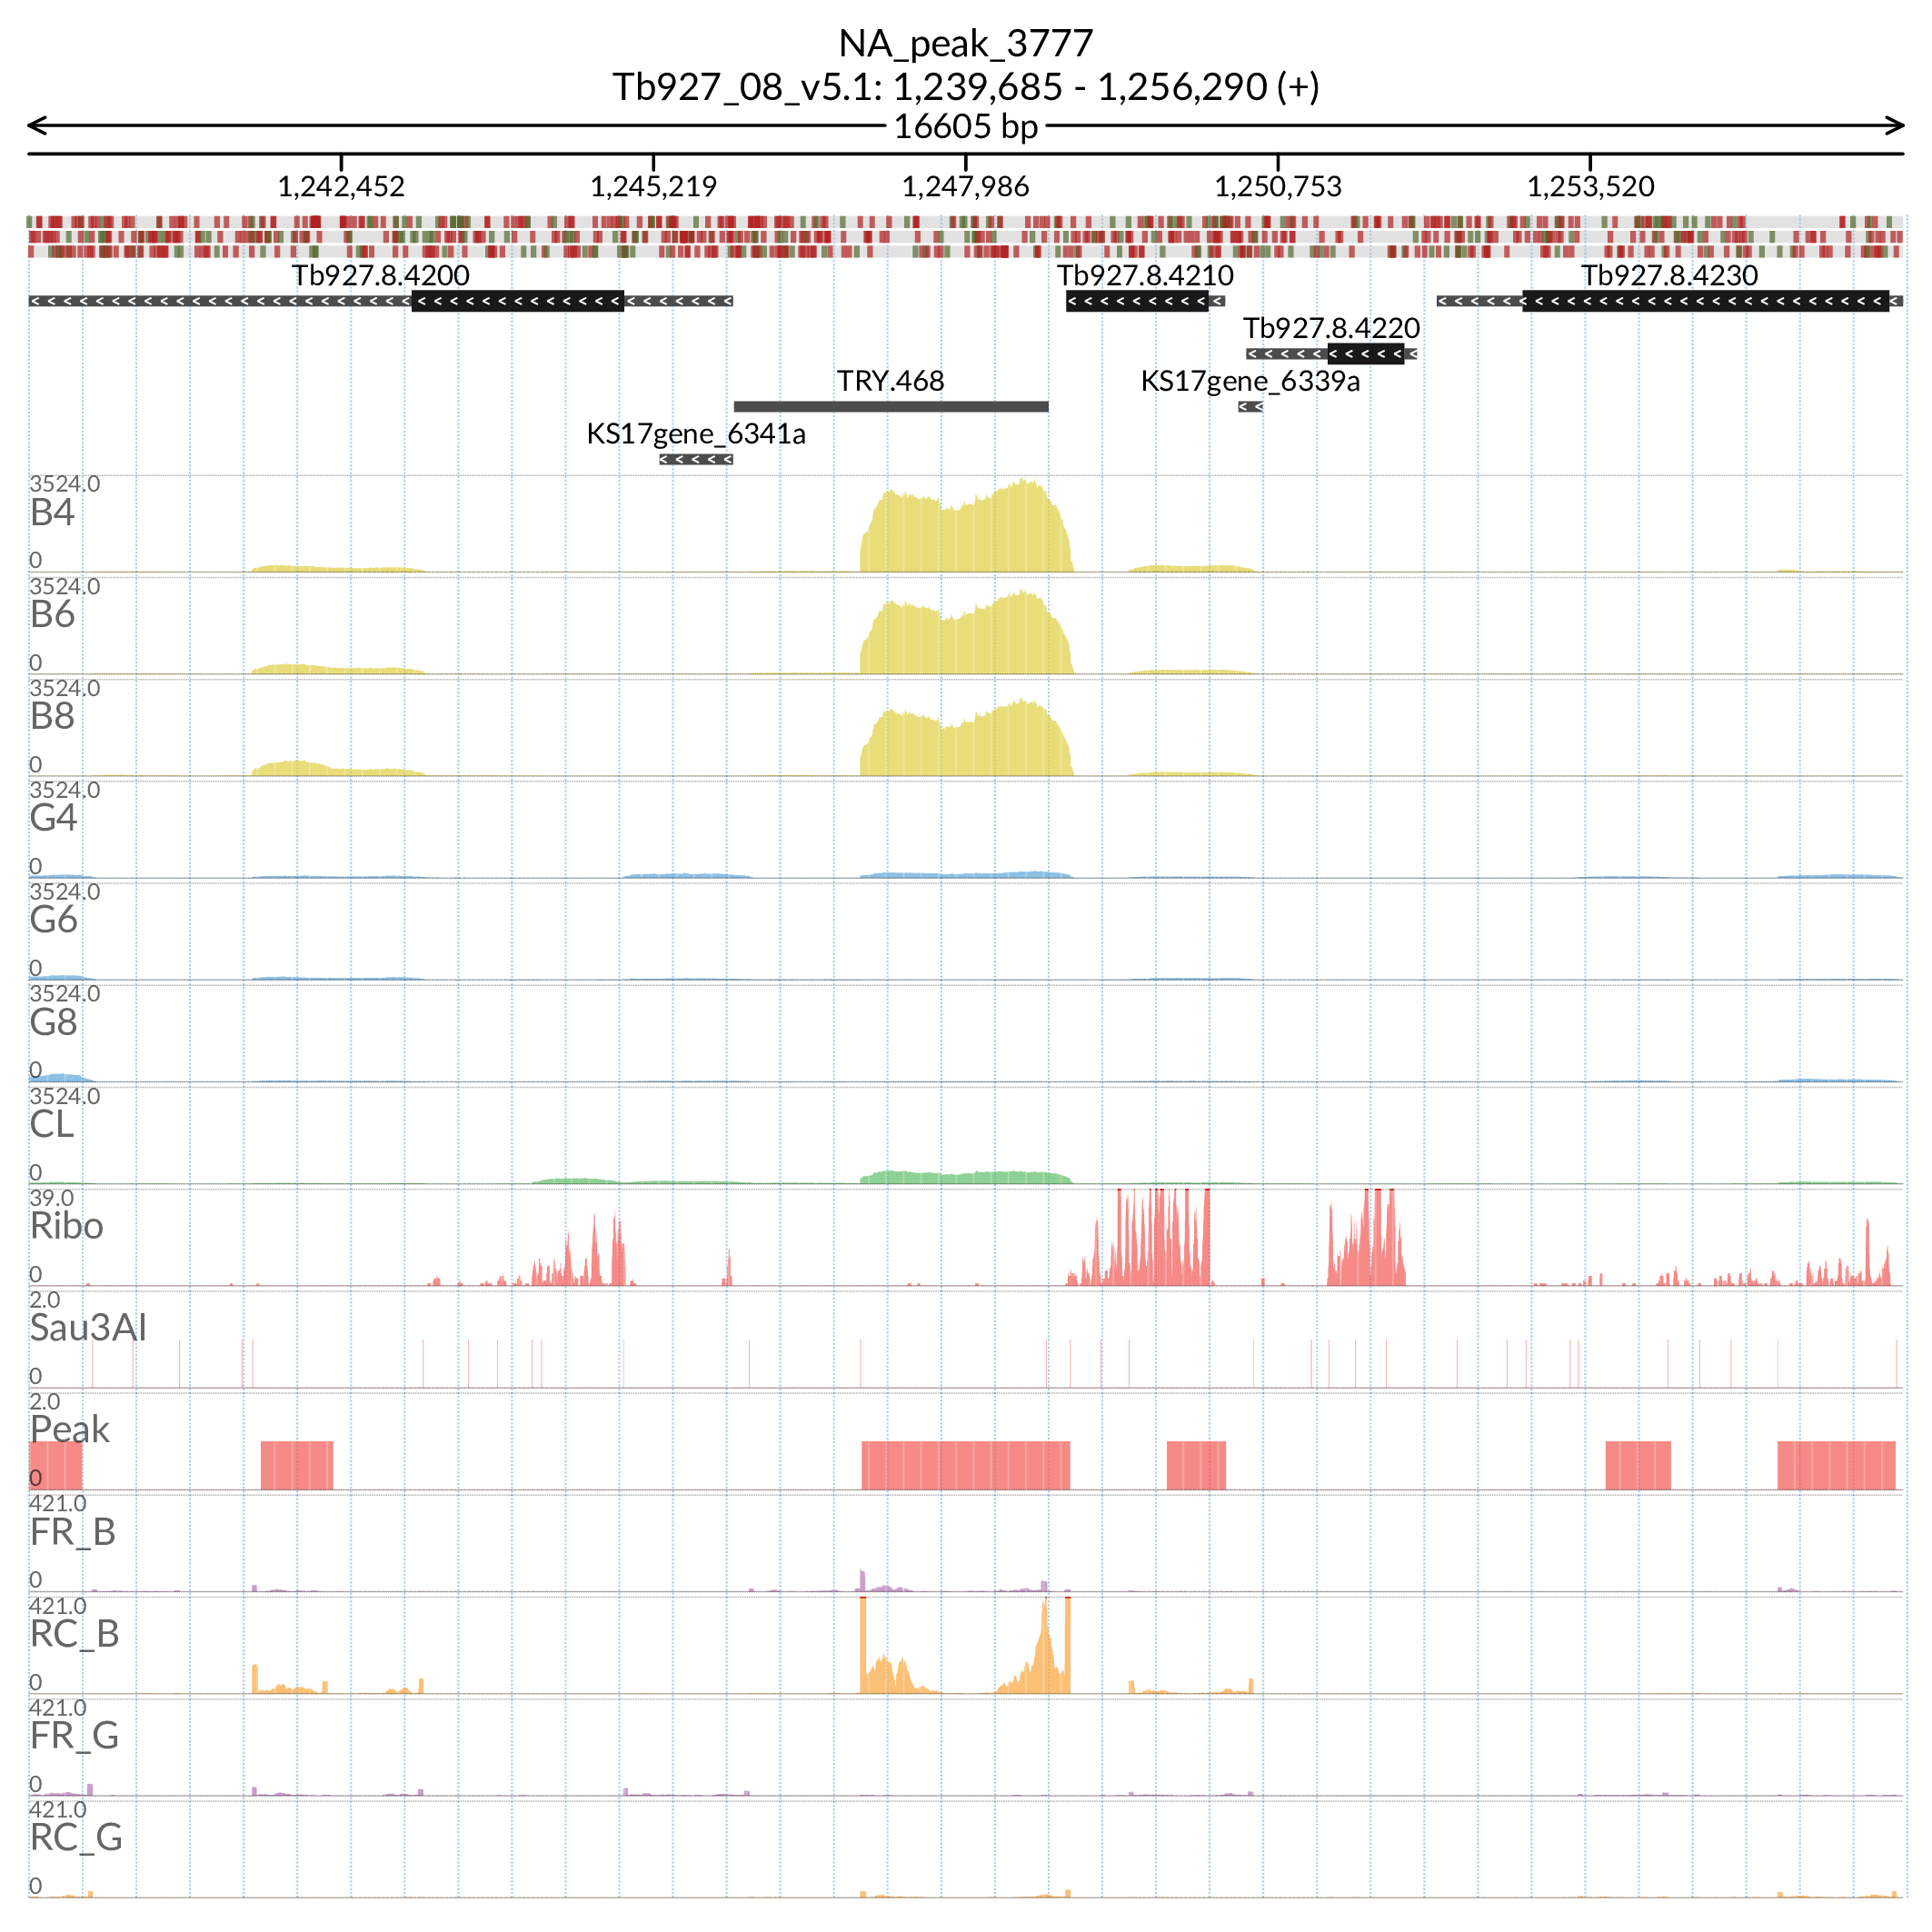 NA_peak_3777
Tb927_08_v5.1: 1,239,685 - 1,256,290 (+)
16605 bp
1,242,452 1,245,219 1,247,986 1,250,753 1,253,520
Tb927.8.4200 Tb927.8.4210 Tb927.8.4230
Tb927.8.4220
TRY.468 KS17gene_6339a
KS17gene_6341a
3524.0
B4
0
3524.0
B6
0
3524.0
B8
0
3524.0
G4
0
3524.0
G6
0
3524.0
G8
0
3524.0
CL
0
39.0
Ribo
0
2.0
Sau3AI
0
2.0
Peak
0
421.0
FR_B
0
421.0
RC_B
0
421.0
FR_G
0
421.0
RC_G
0